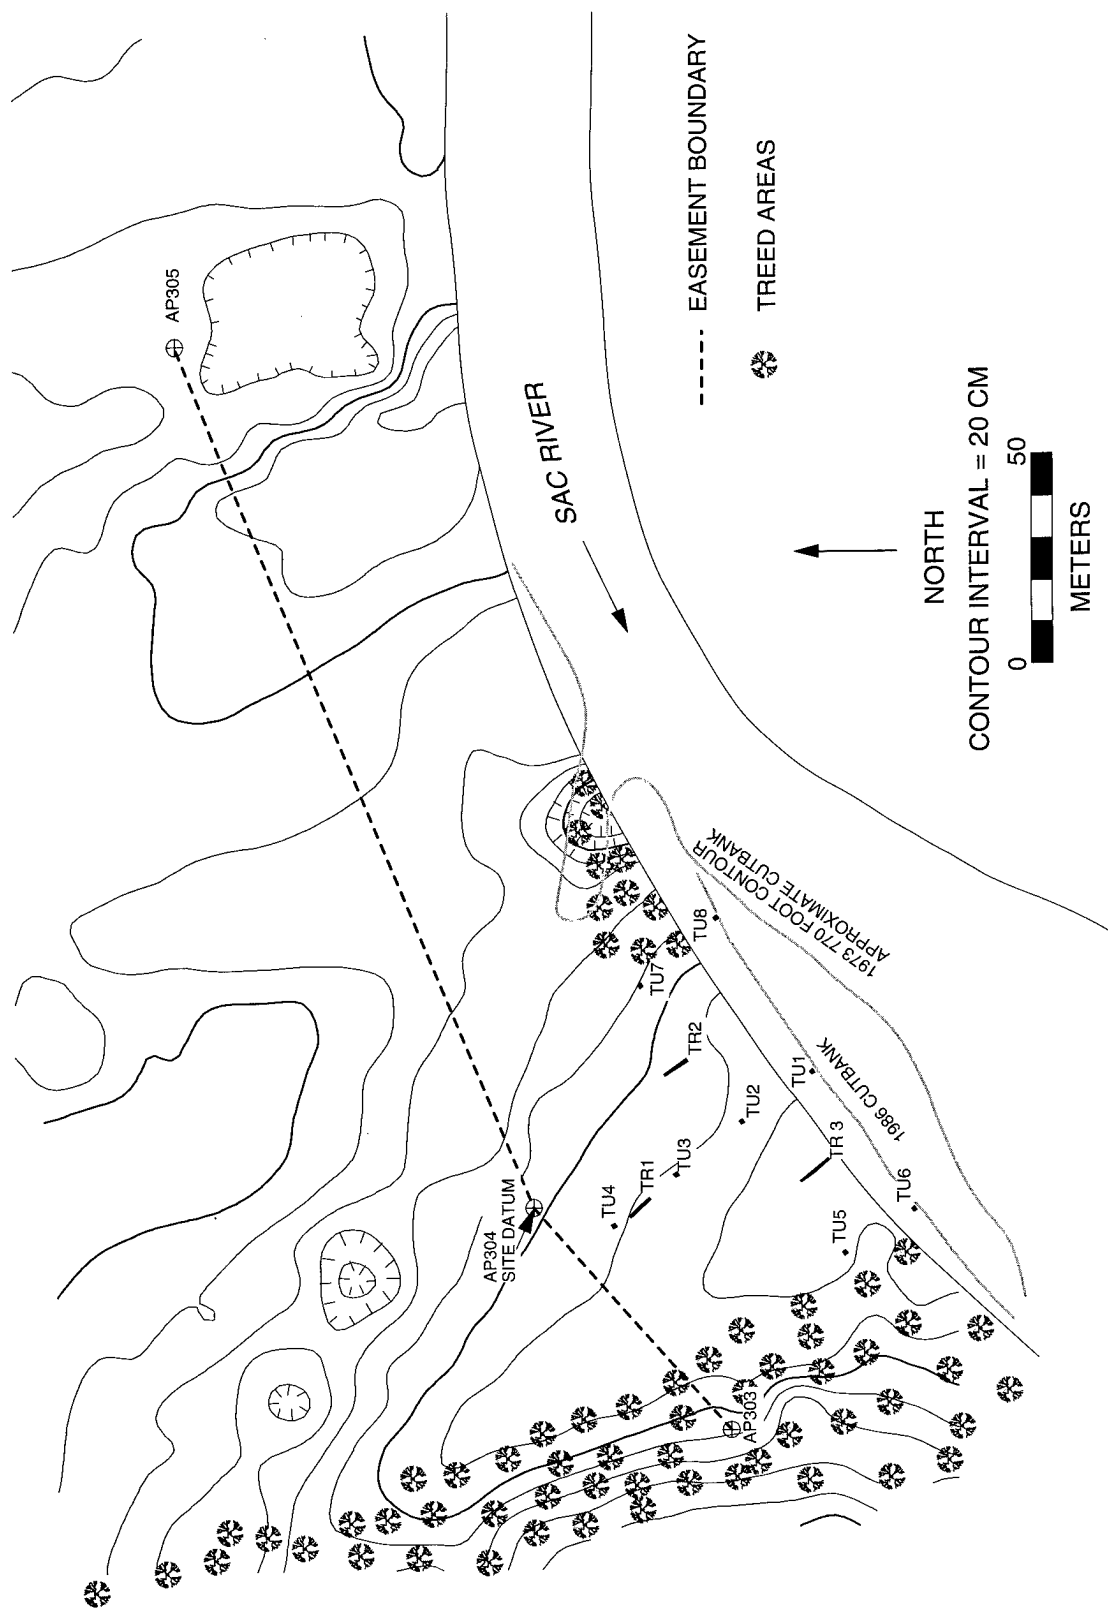 AP305
EASEMENT BOUNDARY
TREED AREAS
SAC RIVER
NORTH
CONTOUR INTERVAL = 20 CM
0 50
METERS
1973 770 FOOT CONTOUR
APPROXIMATE CUTBANK
1986 CUTBANK
TU8
TU7
TR2
TU1
TU2
TR 3
TU3
TR1
TU4
TU6
TU5
AP304
SITE DATUM
AP303